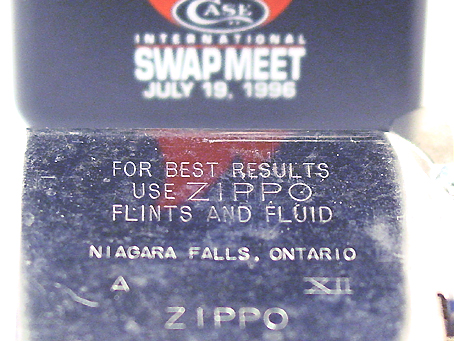 CASE
INTERNATIONAL
SWAP MEET
JULY 19, 1996
FOR BEST RESULTS
USE ZIPPO
FLINTS AND FLUID
NIAGARA FALLS, ONTARIO
A XII
ZIPPO